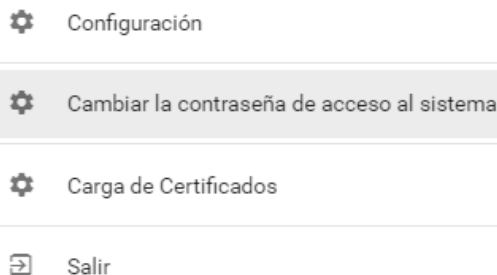 Configuración
Cambiar la contraseña de acceso al sistema
Carga de Certificados
Salir